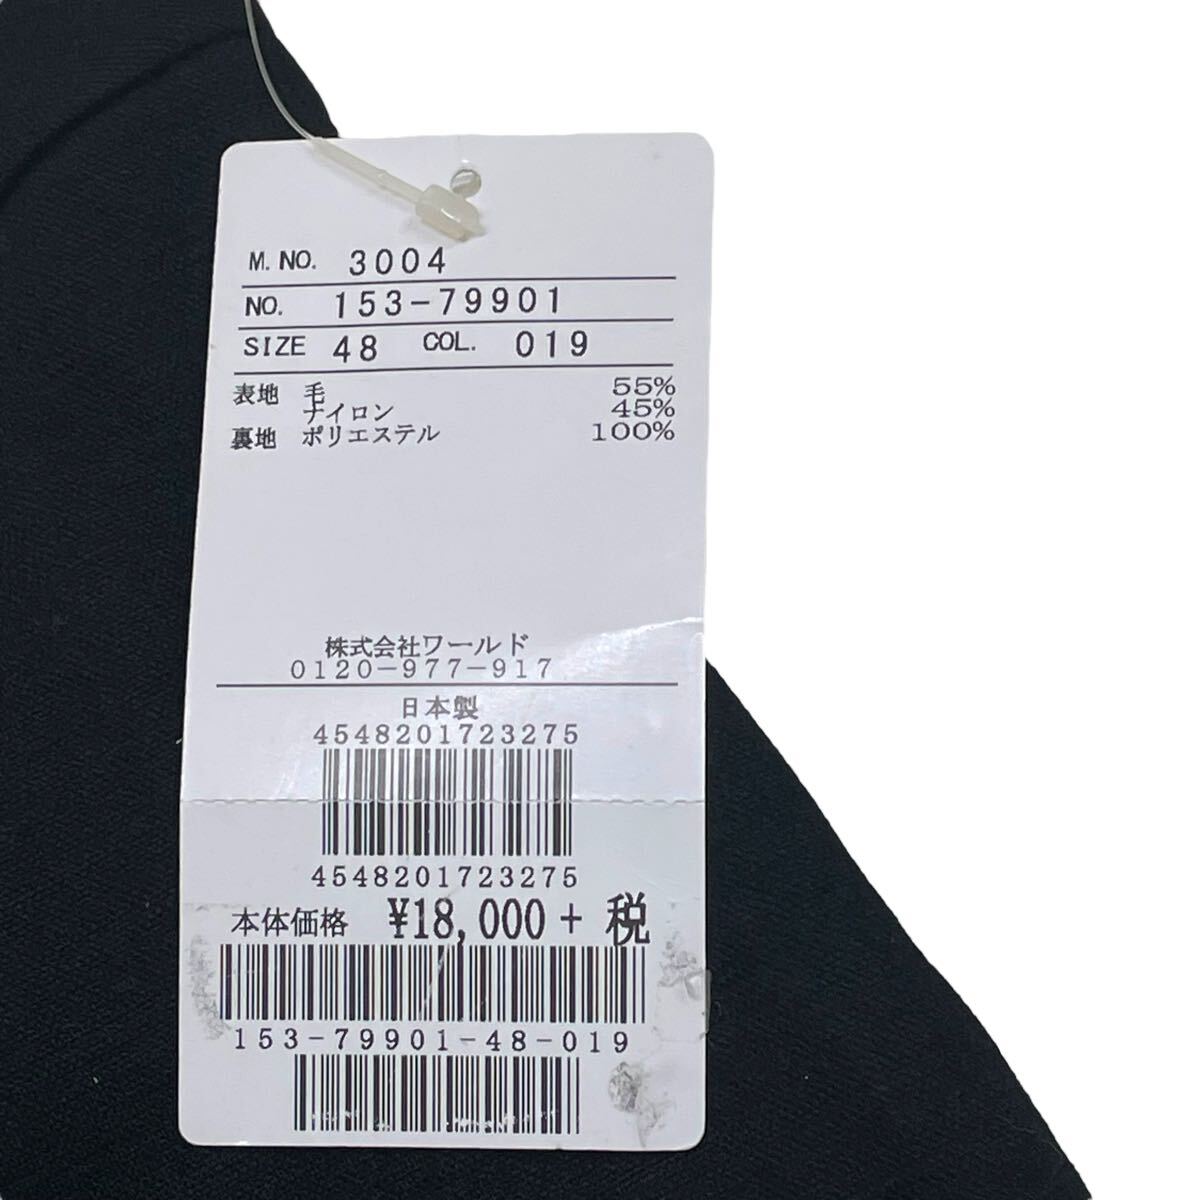 M. NO. 3004
NO. 153-79901
SIZE 48 COL. 019
表地 毛 55%
ナイロン 45%
裏地 ポリエステル 100%
株式会社ワールド
0120-977-917
日本製
4548201723275
4548201723275
本体価格 ¥18,000 + 税
153-79901-48-019